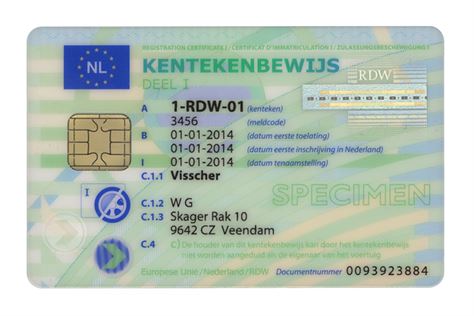 REGISTRATION CERTIFICATE I / CERTIFICAT D'IMMATRICULATION I / ZULASSUNGSBESCHEINIGUNG I
NL
KENTEKENBEWIJS
DEEL I
RDW
A 1-RDW-01 (kenteken)
3456 (meldcode)
B 01-01-2014 (datum eerste toelating)
01-01-2014 (datum eerste inschrijving in Nederland)
I 01-01-2014 (datum tenaamstelling)
C.1.1 Visscher
SPECIMEN
I
C.1.2 W G
C.1.3 Skager Rak 10
9642 CZ Veendam
C.4 c) De houder van dit kentekenbewijs kan door het kentekenbewijs
niet worden aangeduid als de eigenaar van het voertuig
Europese Unie / Nederland / RDW Documentnummer 0093923884